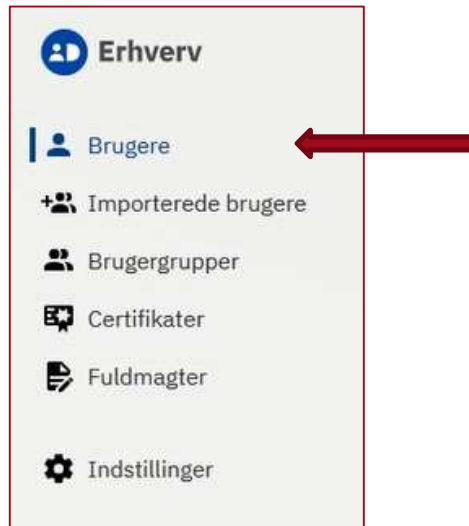 Erhverv
Brugere
Importerede brugere
Brugergrupper
Certifikater
Fuldmagter
Indstillinger